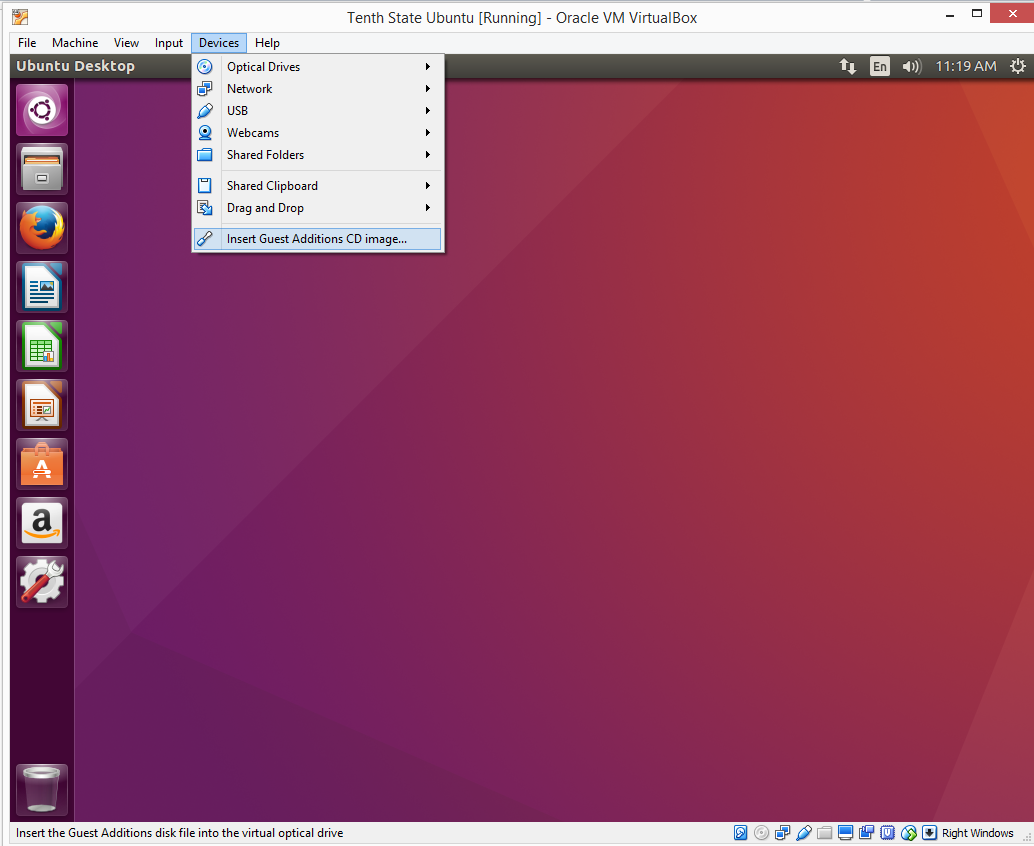 Tenth State Ubuntu [Running] - Oracle VM VirtualBox
File Machine View Input Devices Help
Ubuntu Desktop En 11:19 AM
Optical Drives
Network
USB
Webcams
Shared Folders
Shared Clipboard
Drag and Drop
Insert Guest Additions CD image...
A
a
Insert the Guest Additions disk file into the virtual optical drive Right Windows